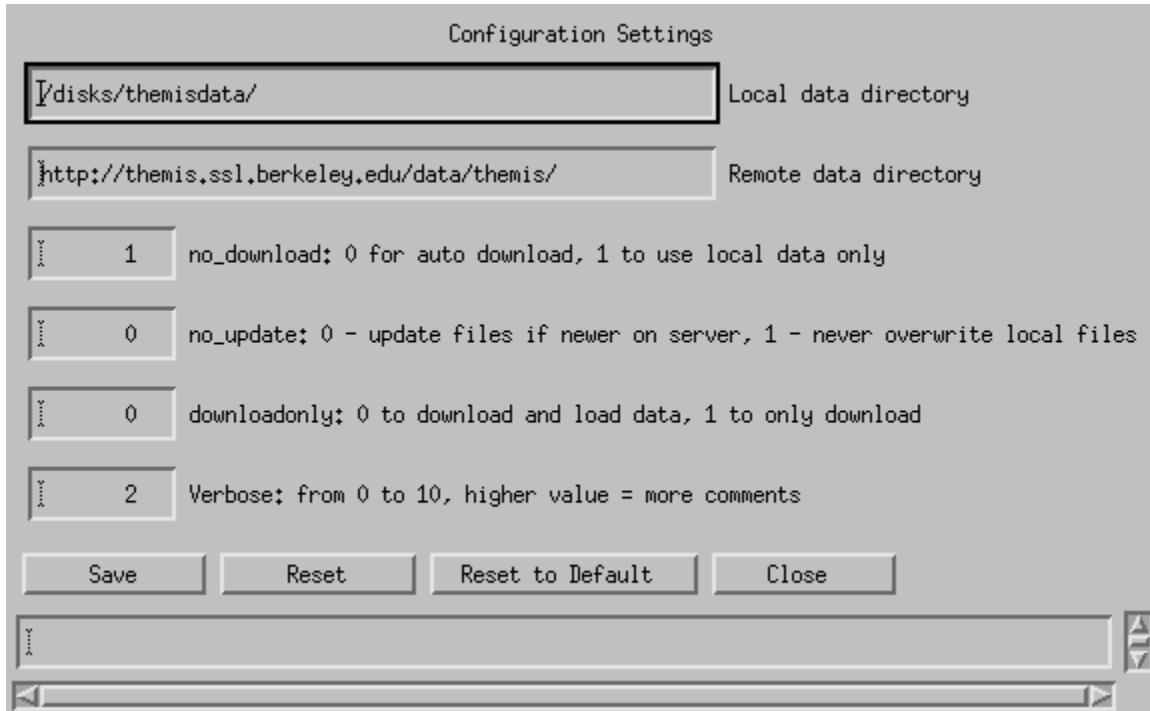 Configuration Settings
/disks/themisdata/ Local data directory
http://themis.ssl.berkeley.edu/data/themis/ Remote data directory
1 no_download: 0 for auto download, 1 to use local data only
0 no_update: 0 - update files if newer on server, 1 - never overwrite local files
0 downloadonly: 0 to download and load data, 1 to only download
2 Verbose: from 0 to 10, higher value = more comments
Save Reset Reset to Default Close